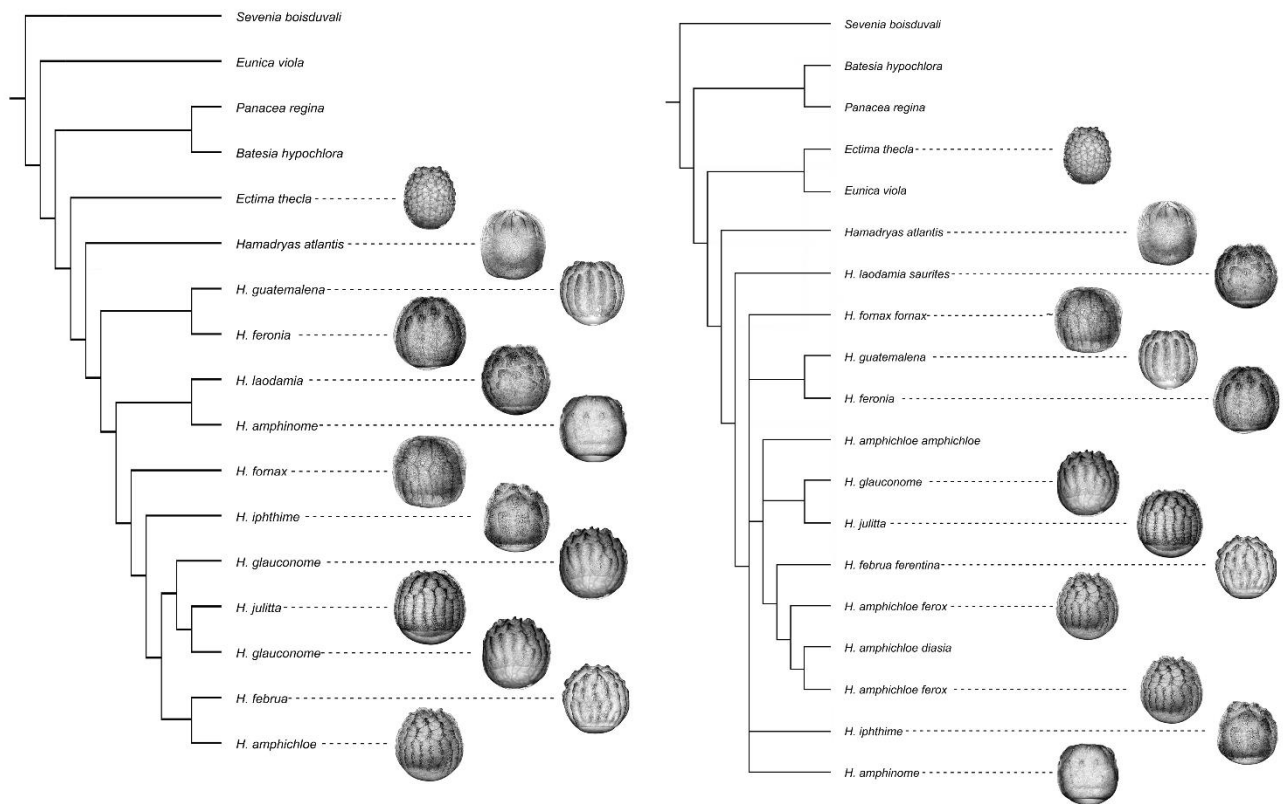 Sevenia boisduvali
Eunica viola
Panacea regina
Batesia hypochlora
Ectima thecla
Hamadryas atlantis
H. guatemalena
H. feronia
H. laodamia
H. amphinome
H. fornax
H. iphthime
H. glauconome
H. julitta
H. glauconome
H. februa
H. amphichloe
Sevenia boisduvali
Batesia hypochlora
Panacea regina
Ectima thecla
Eunica viola
Hamadryas atlantis
H. laodamia saurites
H. fornax fornax
H. guatemalena
H. feronia
H. amphichloe amphichloe
H. glauconome
H. julitta
H. februa ferentina
H. amphichloe ferox
H. amphichloe diasia
H. amphichloe ferox
H. iphthime
H. amphinome